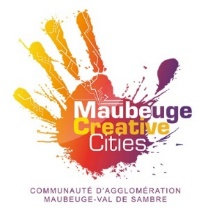 Maubeuge
Creative
Cities
COMMUNAUTÉ D'AGGLOMÉRATION
MAUBEUGE-VAL DE SAMBRE